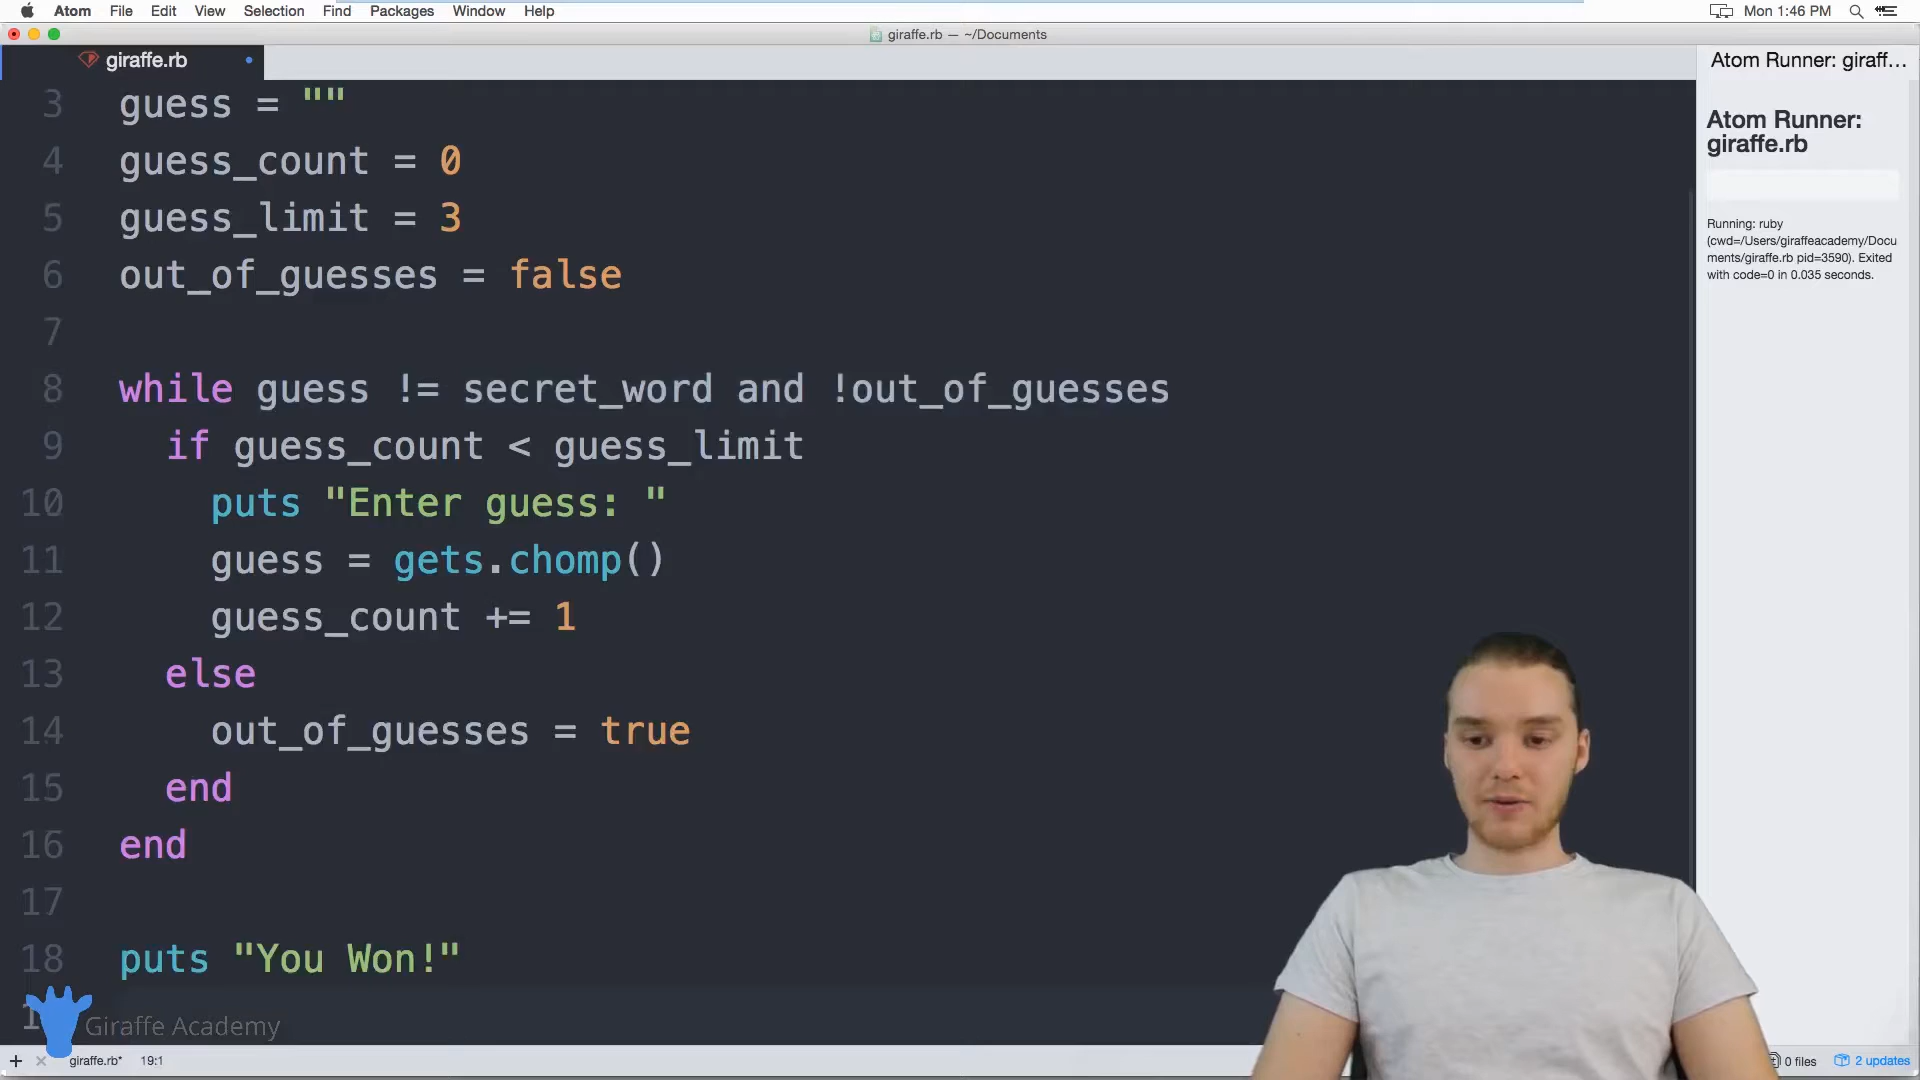 Atom File Edit View Selection Find Packages Window Help Mon 1:46 PM
giraffe.rb — ~/Documents
giraffe.rb
Atom Runner: giraff...
3 guess = ""
4 guess_count = 0
5 guess_limit = 3
6 out_of_guesses = false
7
8 while guess != secret_word and !out_of_guesses
9 if guess_count < guess_limit
10 puts "Enter guess: "
11 guess = gets.chomp()
12 guess_count += 1
13 else
14 out_of_guesses = true
15 end
16 end
17
18 puts "You Won!"
Atom Runner:
giraffe.rb
Running: ruby
(cwd=/Users/giraffeacademy/Docu
ments/giraffe.rb pid=3590). Exited
with code=0 in 0.035 seconds.
Giraffe Academy
giraffe.rb* 19:1 0 files 2 updates